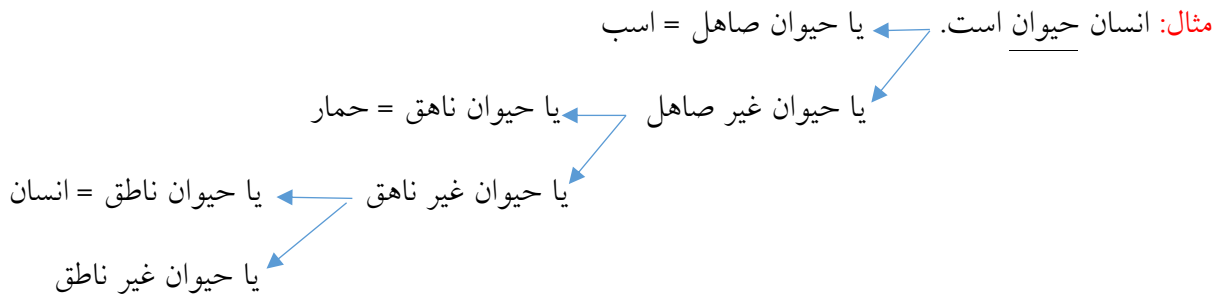 مثال: انسان حیوان است. یا حیوان صاهل = اسب
یا حیوان غیر صاهل یا حیوان ناهق = حمار
یا حیوان غیر ناهق یا حیوان ناطق = انسان
یا حیوان غیر ناطق